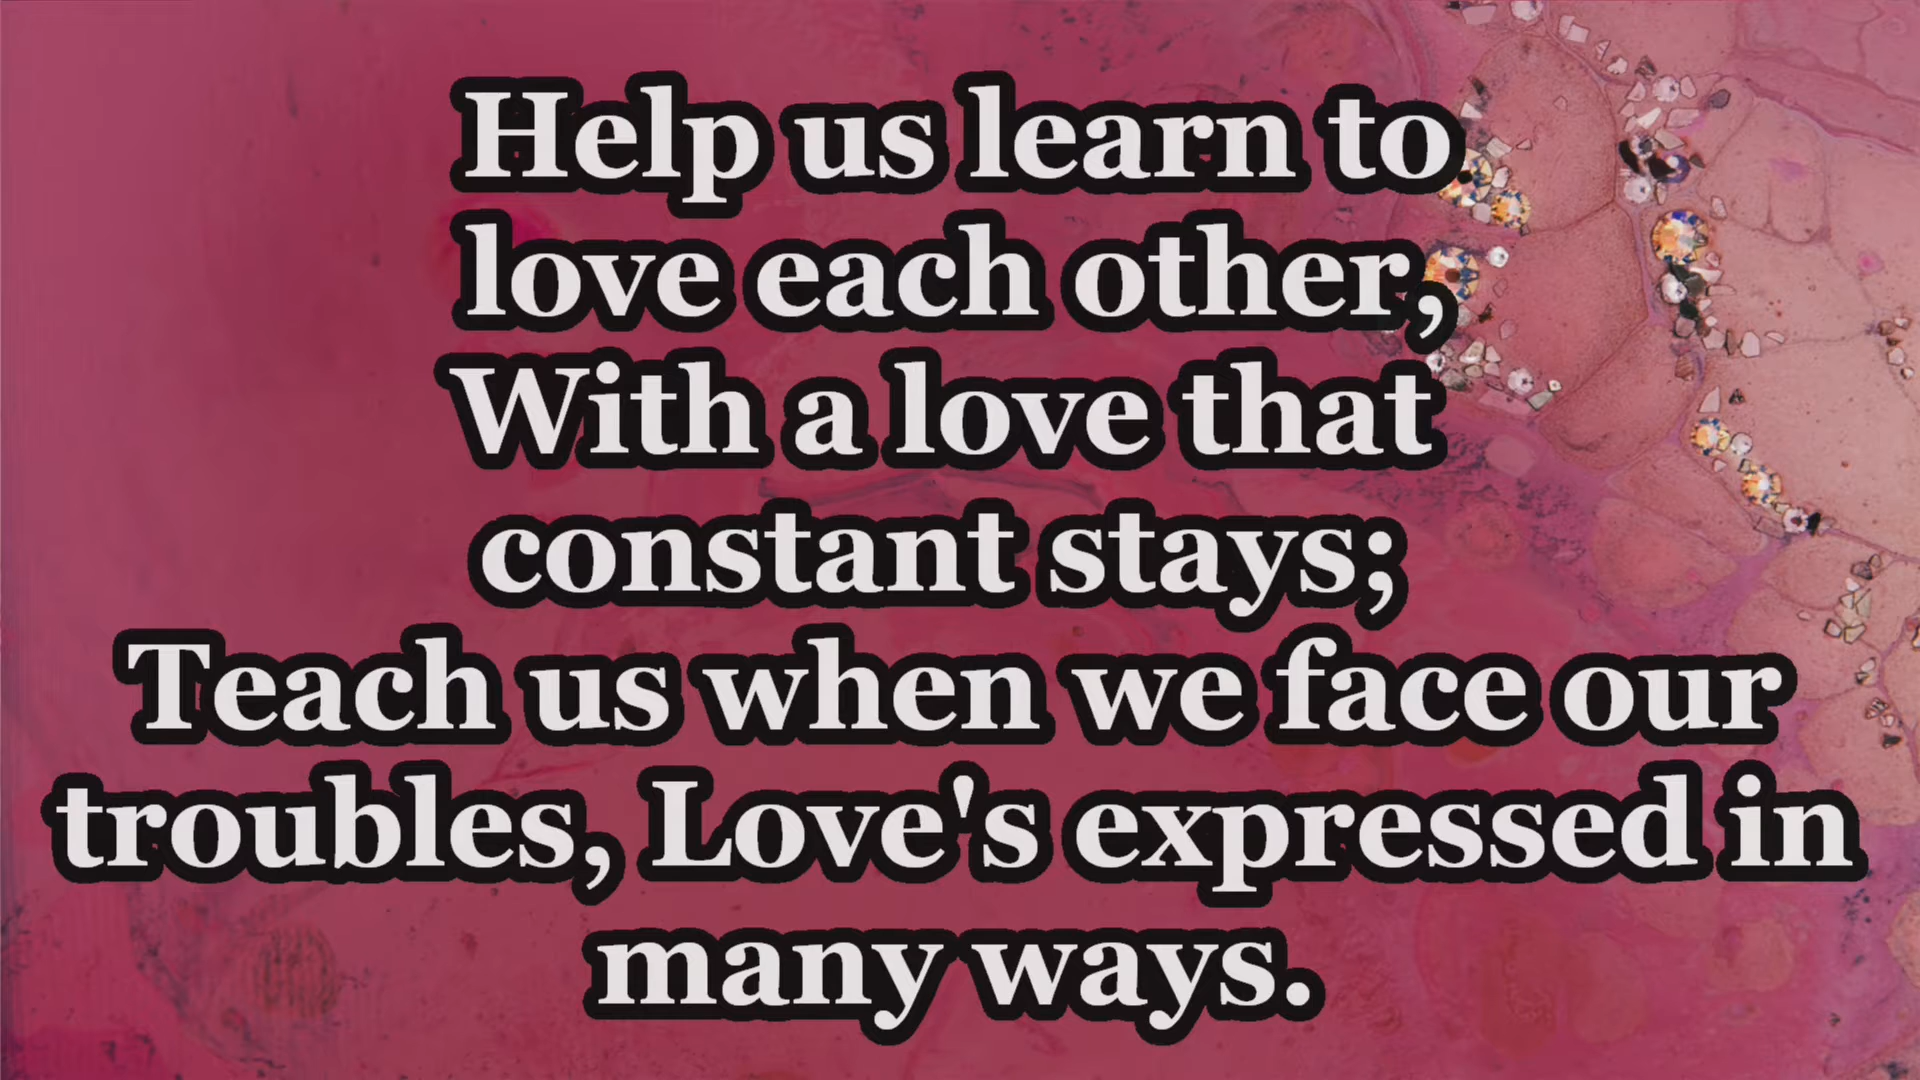 Help us learn to
love each other,
With a love that
constant stays;
Teach us when we face our
troubles, Love's expressed in
many ways.